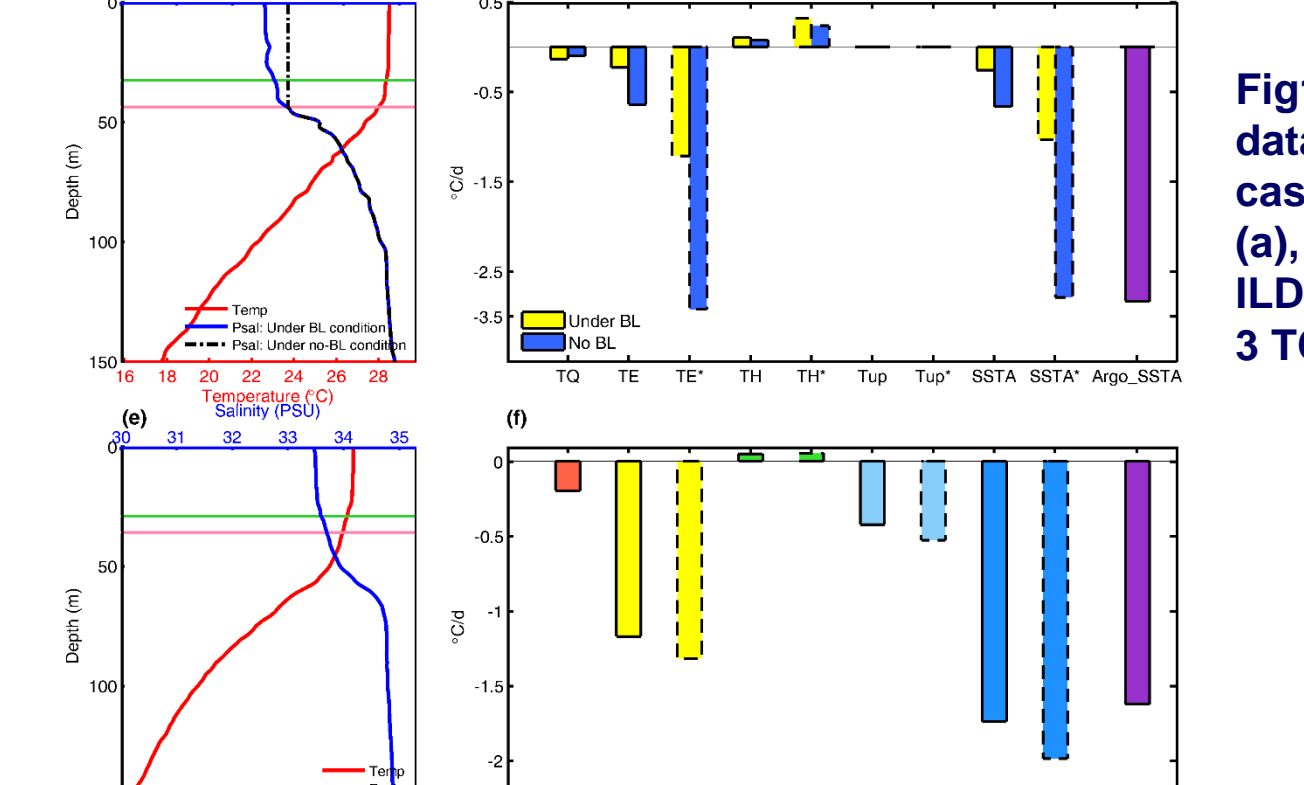 0
50
100
150
Depth (m)
Temp
Psal: Under BL condition
Psal: Under no-BL condition
16 18 20 22 24 26 28
Temperature (°C)
0.5
-0.5
-1.5
-2.5
-3.5
°C/d
Under BL
No BL
TQ TE TE* TH TH* Tup Tup* SSTA SSTA* Argo_SSTA
data
(a),
ILD
Salinity (PSU)
(e)
30 31 32 33 34 35
0
50
100
Depth (m)
Temp
(f)
0
-0.5
-1
-1.5
-2
°C/d